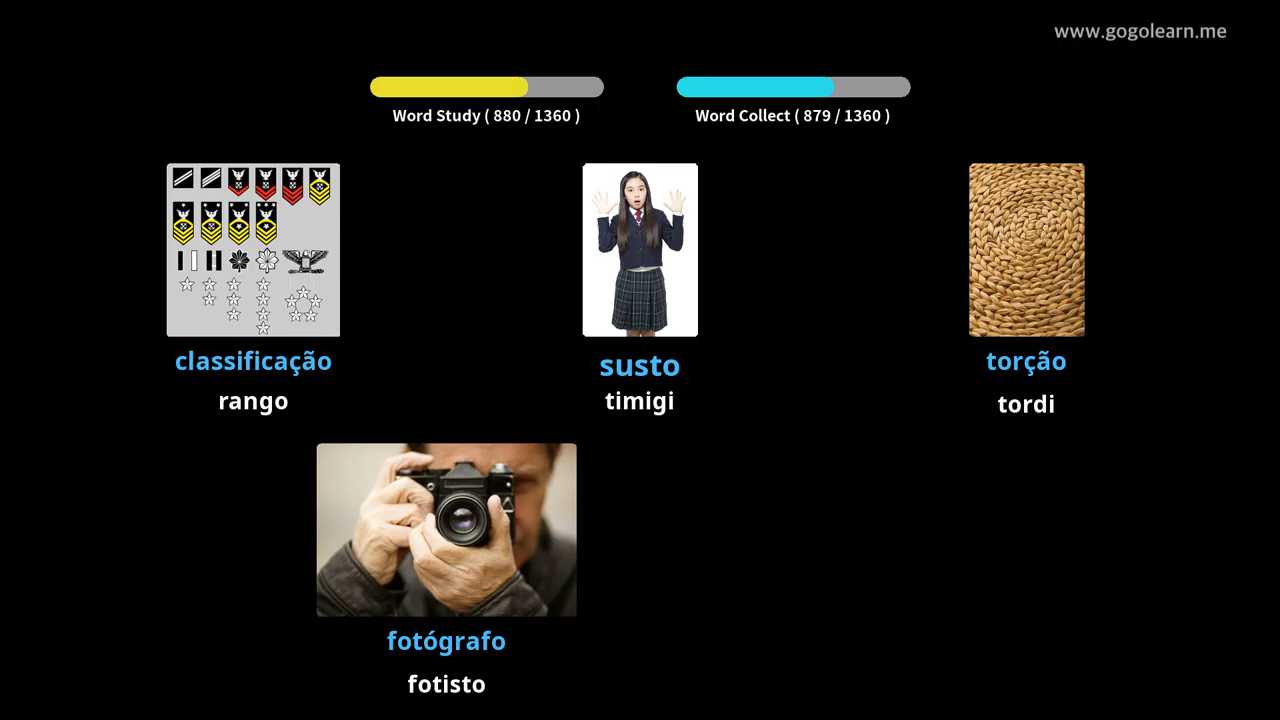 www.gogolearn.me
Word Study ( 880 / 1360 )
Word Collect ( 879 / 1360 )
classificação
rango
susto
timigi
torção
tordi
fotógrafo
fotisto